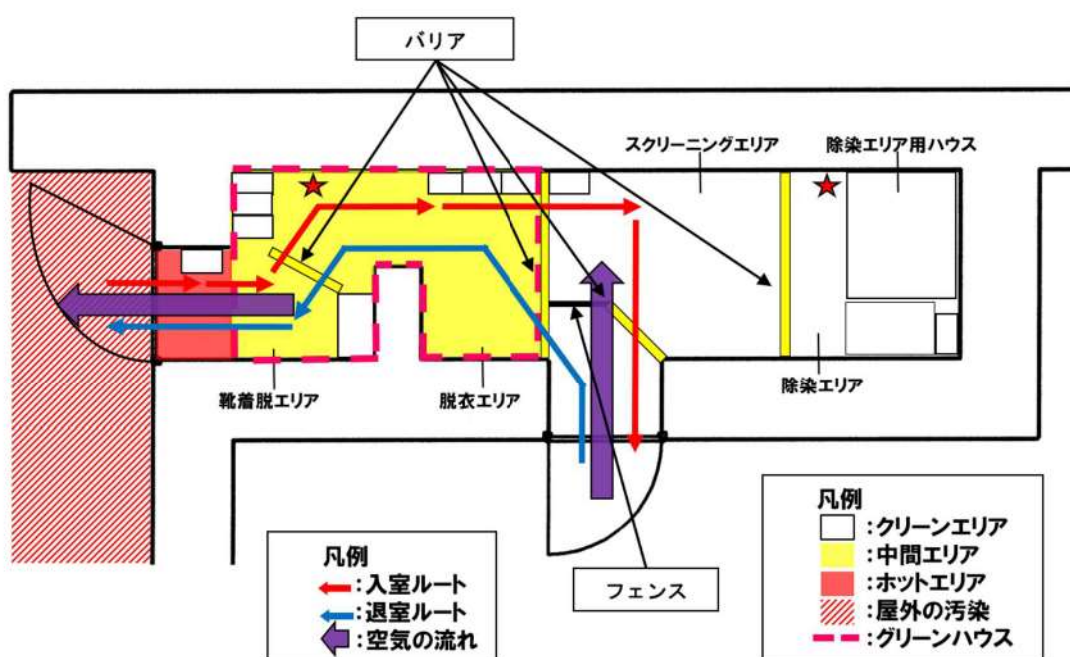 バリア
スクリーニングエリア
除染エリア用ハウス
靴着脱エリア
脱衣エリア
除染エリア
フェンス
凡例
：入室ルート
：退室ルート
：空気の流れ
凡例
：クリーンエリア
：中間エリア
：ホットエリア
：屋外の汚染
：グリーンハウス